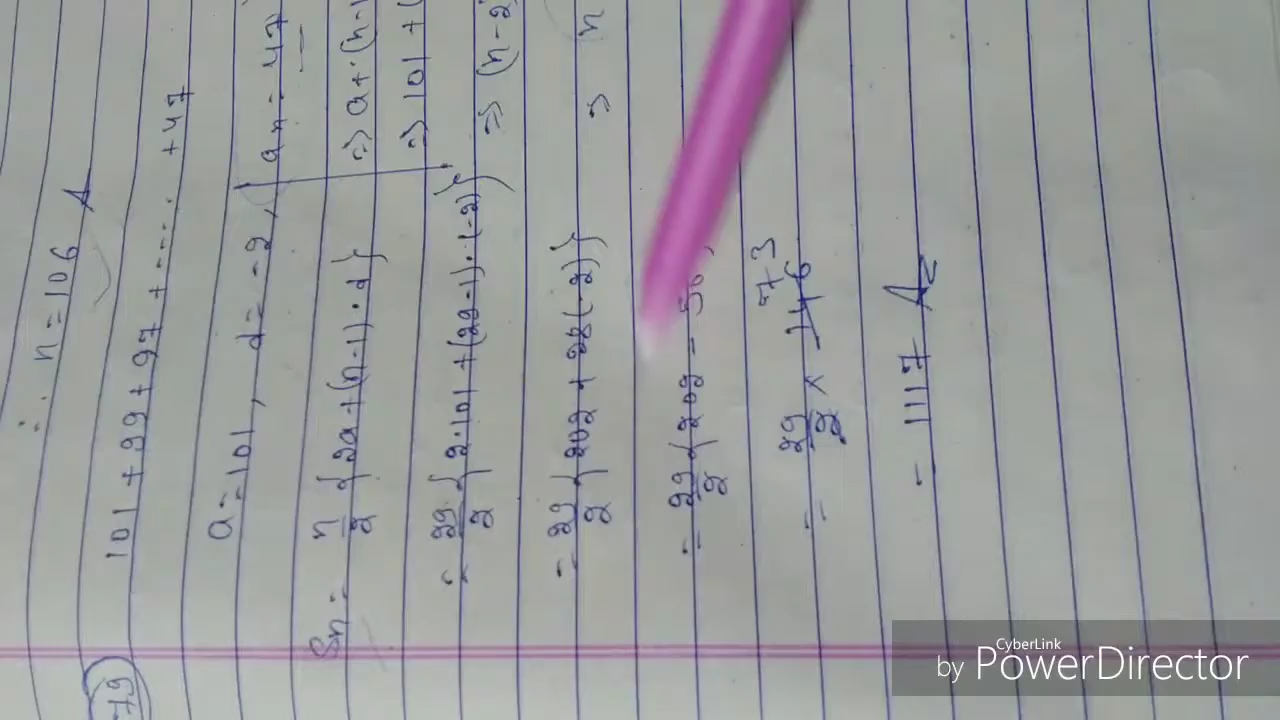 ∴ n = 106 A
79
101 + 99 + 97 + ---- + 47
a = 101, d = -2, an = 47
Sn = n/2 {2a + (n-1)·d}
⇒ a + (n-1
= 29/2 {2·101 + (29-1)·(-2)}
⇒ 101 + (
= 29/2 {202 + 28(-2)}
⇒ (n-2
⇒ n
= 29/2 {202 - 56
= 29/2 × 146 73
= 1117 A
CyberLink
by PowerDirector